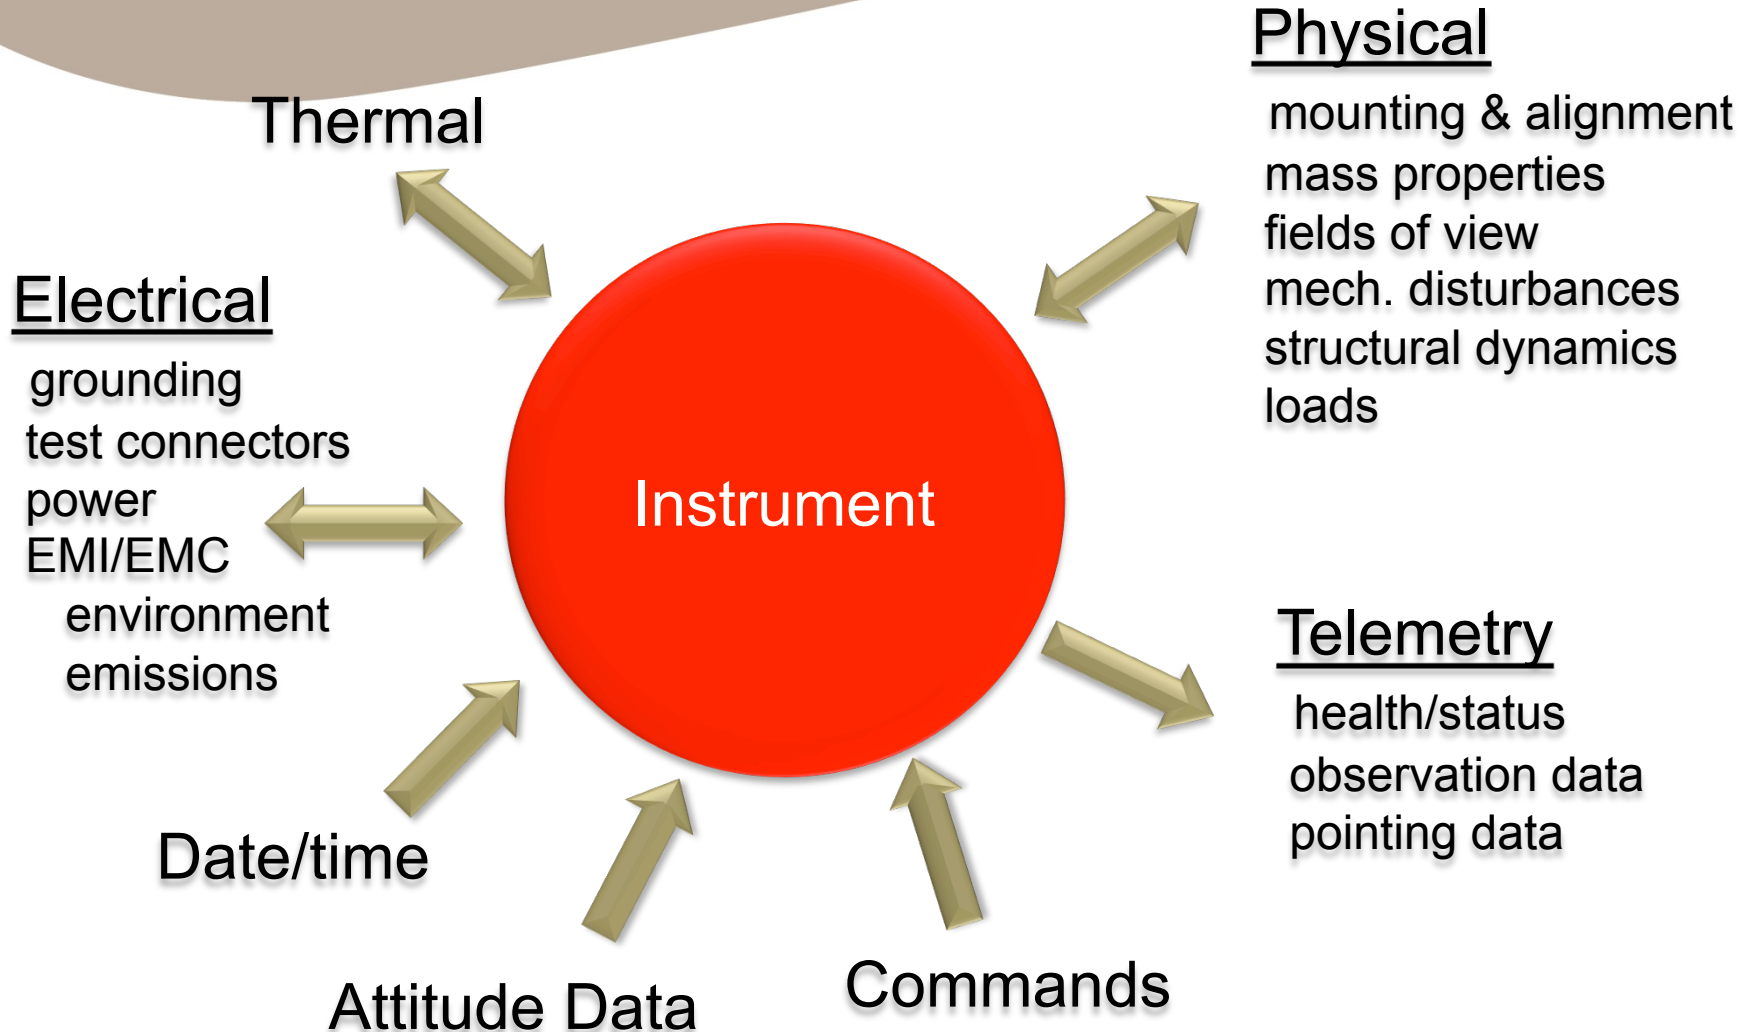 Thermal
Electrical
grounding
test connectors
power
EMI/EMC
environment
emissions
Date/time
Attitude Data
Commands
Instrument
Physical
mounting & alignment
mass properties
fields of view
mech. disturbances
structural dynamics
loads
Telemetry
health/status
observation data
pointing data